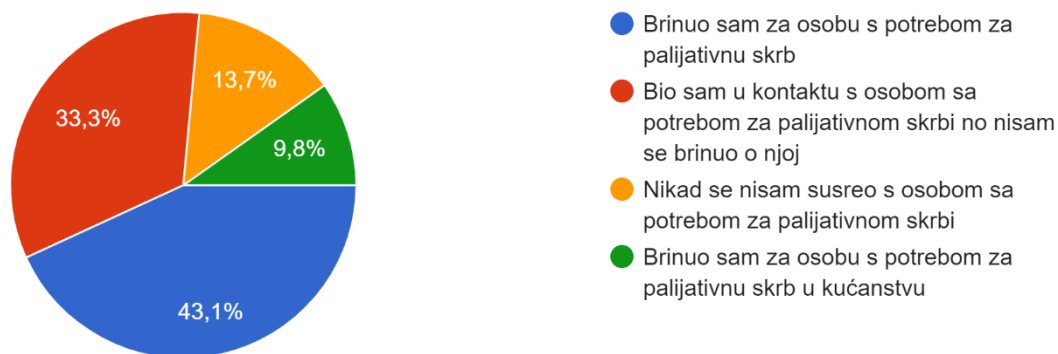 13,7%
33,3%
9,8%
43,1%
Brinuo sam za osobu s potrebom za
palijativnu skrb
Bio sam u kontaktu s osobom sa
potrebom za palijativnom skrbi no nisam
se brinuo o njoj
Nikad se nisam susreo s osobom sa
potrebom za palijativnom skrbi
Brinuo sam za osobu s potrebom za
palijativnu skrb u kućanstvu